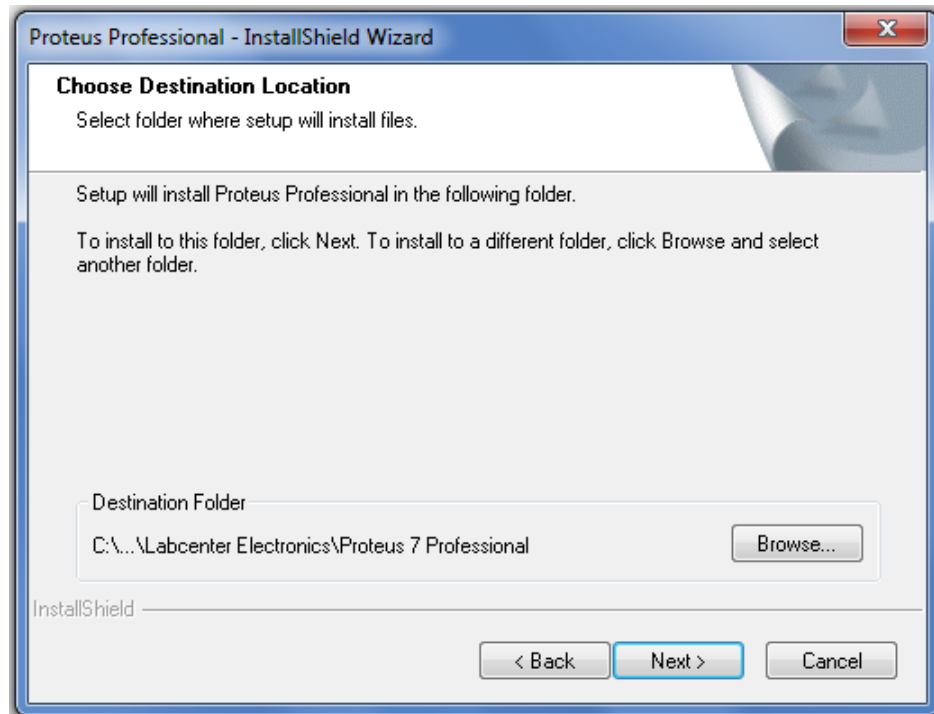 Proteus Professional - InstallShield Wizard
Choose Destination Location
Select folder where setup will install files.
Setup will install Proteus Professional in the following folder.
To install to this folder, click Next. To install to a different folder, click Browse and select
another folder.
Destination Folder
C:\...\Labcenter Electronics\Proteus 7 Professional
Browse...
InstallShield
< Back
Next >
Cancel